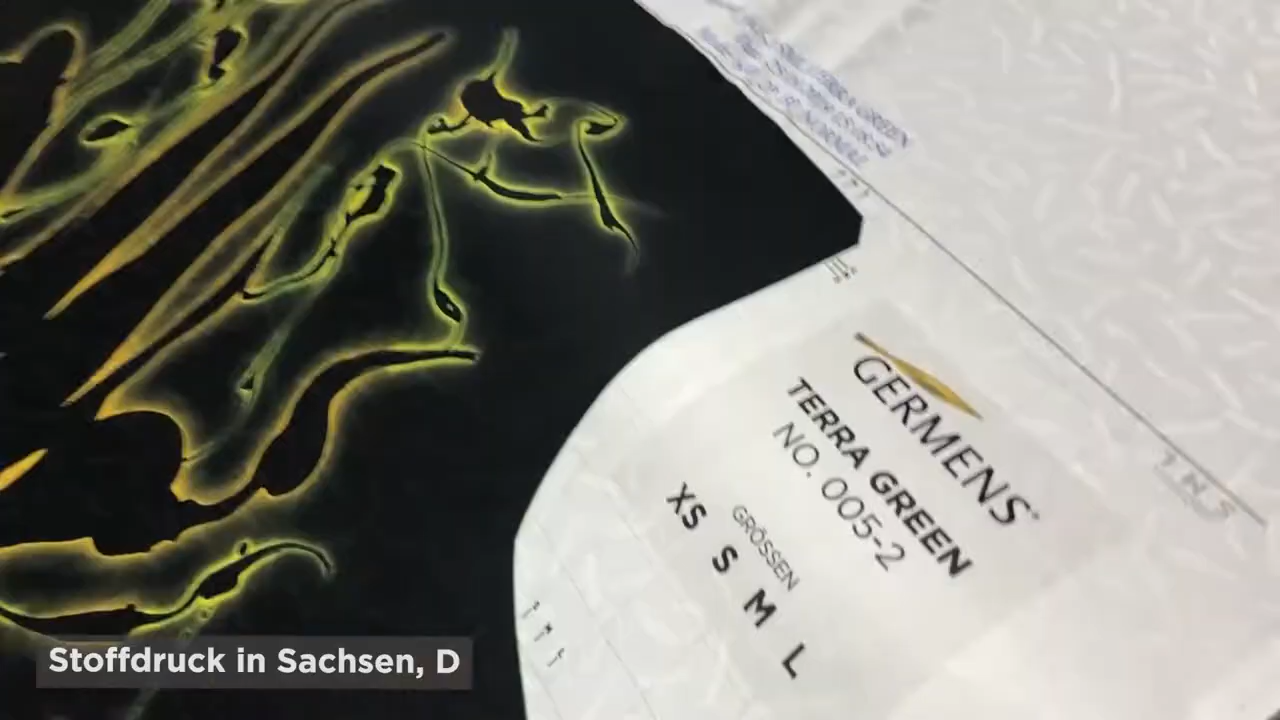 GERMENS®
TERRA GREEN
NO. 005-2
GRÖSSEN
XS S M L
Stoffdruck in Sachsen, D